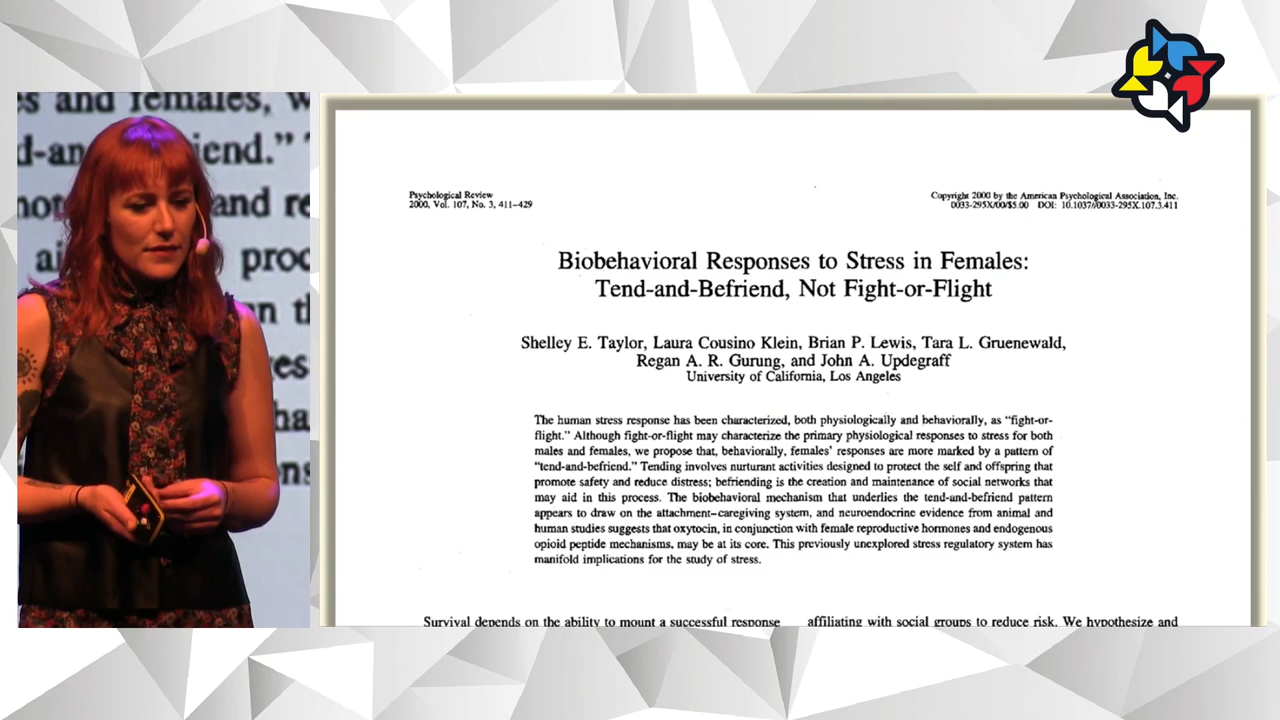 es and females, w
d-an iend."
not and re
ai proc
n th
es
ha
ons
Psychological Review
2000, Vol. 107, No. 3, 411–429
Copyright 2000 by the American Psychological Association, Inc.
0033-295X/00/$5.00 DOI: 10.1037//0033-295X.107.3.411
Biobehavioral Responses to Stress in Females:
Tend-and-Befriend, Not Fight-or-Flight
Shelley E. Taylor, Laura Cousino Klein, Brian P. Lewis, Tara L. Gruenewald,
Regan A. R. Gurung, and John A. Updegraff
University of California, Los Angeles
The human stress response has been characterized, both physiologically and behaviorally, as "fight-or-
flight." Although fight-or-flight may characterize the primary physiological responses to stress for both
males and females, we propose that, behaviorally, females' responses are more marked by a pattern of
"tend-and-befriend." Tending involves nurturant activities designed to protect the self and offspring that
promote safety and reduce distress; befriending is the creation and maintenance of social networks that
may aid in this process. The biobehavioral mechanism that underlies the tend-and-befriend pattern
appears to draw on the attachment–caregiving system, and neuroendocrine evidence from animal and
human studies suggests that oxytocin, in conjunction with female reproductive hormones and endogenous
opioid peptide mechanisms, may be at its core. This previously unexplored stress regulatory system has
manifold implications for the study of stress.
Survival depends on the ability to mount a successful response
affiliating with social groups to reduce risk. We hypothesize and